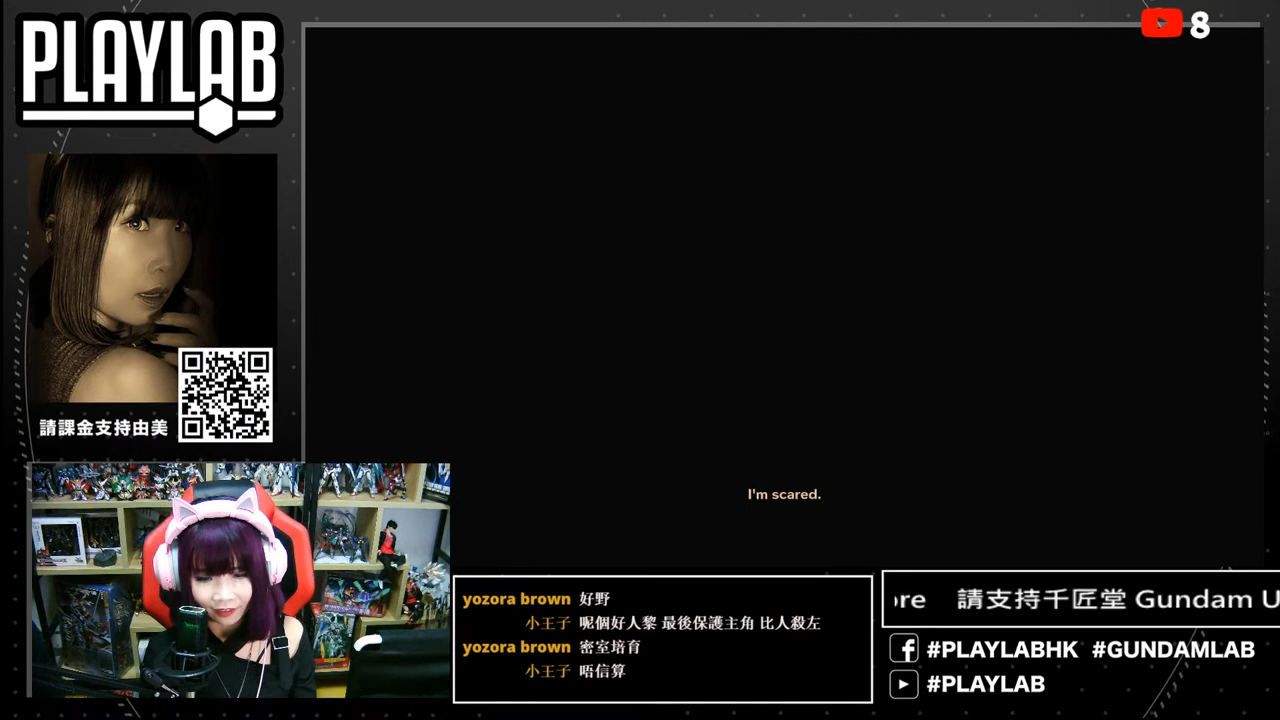 PLAYLAB
8
請課金支持由美
I'm scared.
yozora brown 好野
小王子 呢個好人黎 最後保護主角 比人殺左
yozora brown 密室培育
小王子 唔信算
re 請支持千匠堂 Gundam U
#PLAYLABHK #GUNDAMLAB
#PLAYLAB